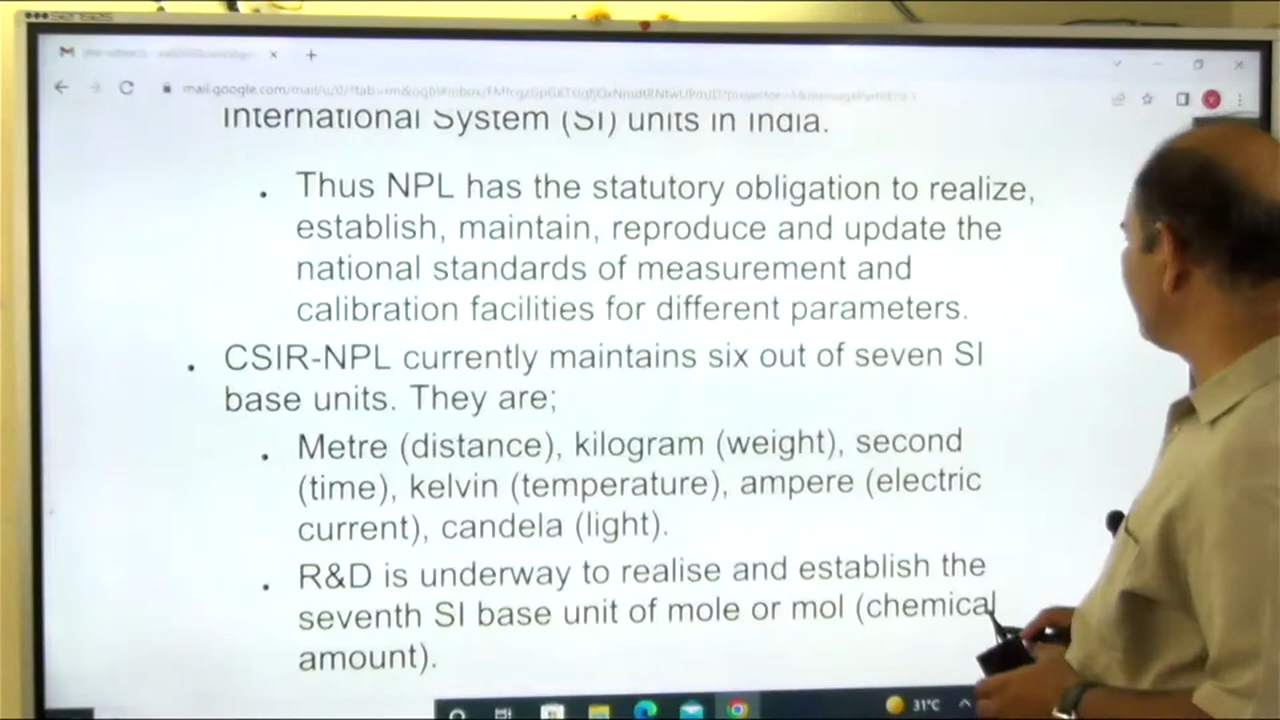 senses
International System (SI) units in India.
. Thus NPL has the statutory obligation to realize,
establish, maintain, reproduce and update the
national standards of measurement and
calibration facilities for different parameters.
. CSIR-NPL currently maintains six out of seven SI
base units. They are;
. Metre (distance), kilogram (weight), second
(time), kelvin (temperature), ampere (electric
current), candela (light).
. R&D is underway to realise and establish the
seventh SI base unit of mole or mol (chemical
amount).
31°C